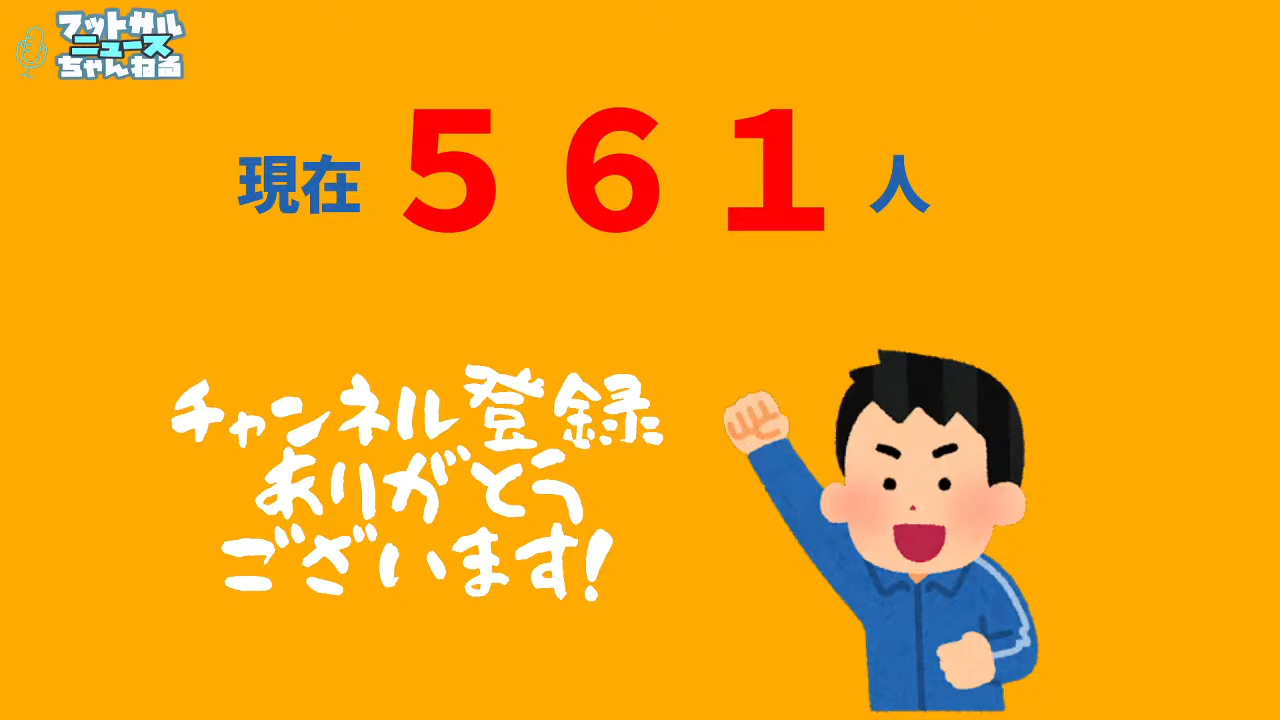 フットサル
ニュース
ちゃんねる
現在 561 人
チャンネル登録
ありがとう
ございます!